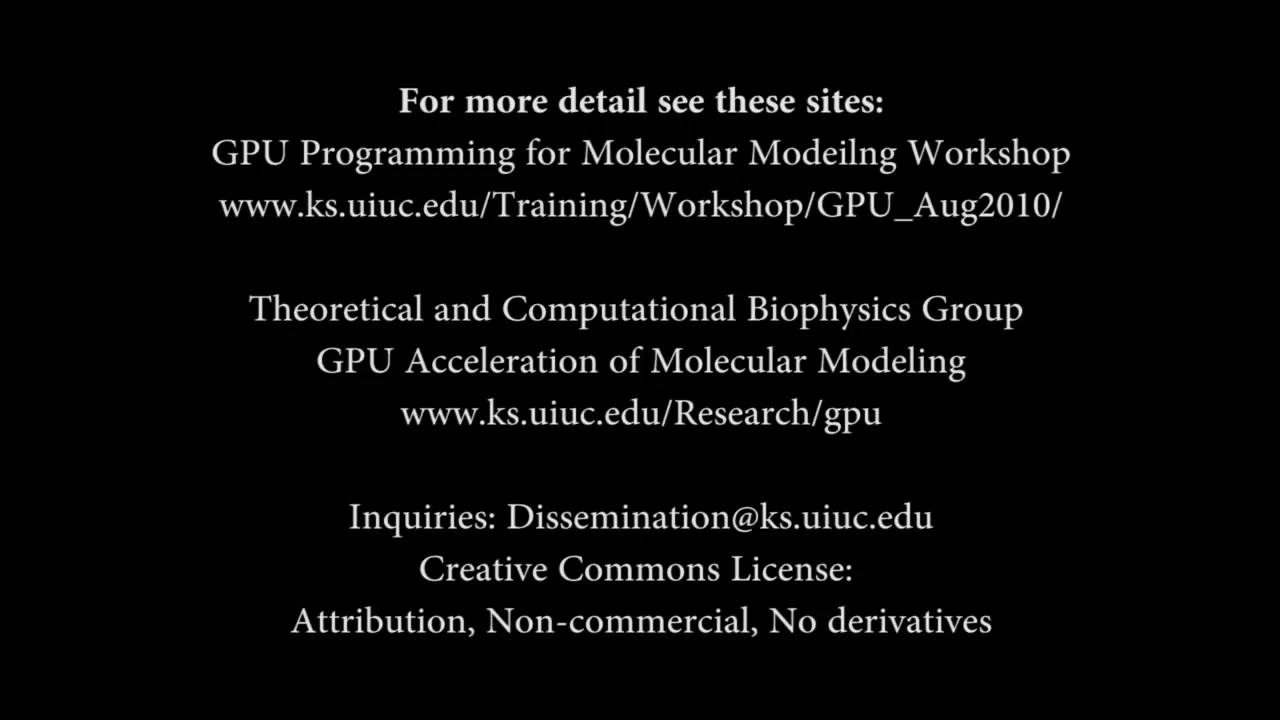 For more detail see these sites:
GPU Programming for Molecular Modeilng Workshop
www.ks.uiuc.edu/Training/Workshop/GPU_Aug2010/
Theoretical and Computational Biophysics Group
GPU Acceleration of Molecular Modeling
www.ks.uiuc.edu/Research/gpu
Inquiries: Dissemination@ks.uiuc.edu
Creative Commons License:
Attribution, Non-commercial, No derivatives